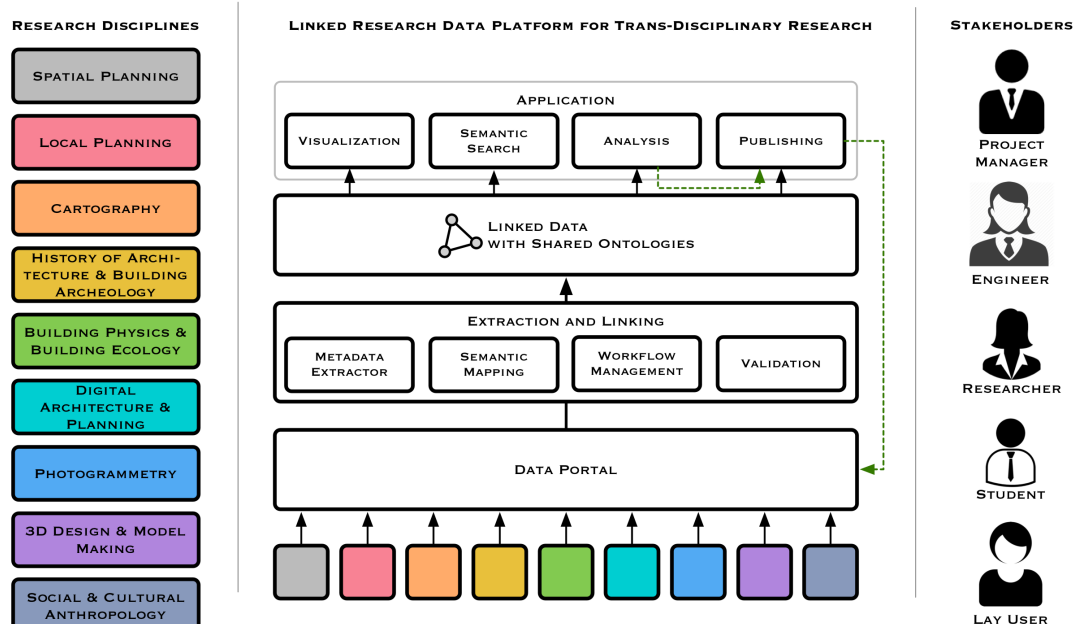 Research Disciplines
Spatial Planning
Local Planning
Cartography
History of Archi-
tecture & Building
Archeology
Building Physics &
Building Ecology
Digital
Architecture &
Planning
Photogrammetry
3D Design & Model
Making
Social & Cultural
Anthropology
Linked Research Data Platform for Trans-Disciplinary Research
Application
Visualization
Semantic
Search
Analysis
Publishing
Linked Data
with Shared Ontologies
Extraction and Linking
Metadata
Extractor
Semantic
Mapping
Workflow
Management
Validation
Data Portal
Stakeholders
Project
Manager
Engineer
Researcher
Student
Lay User